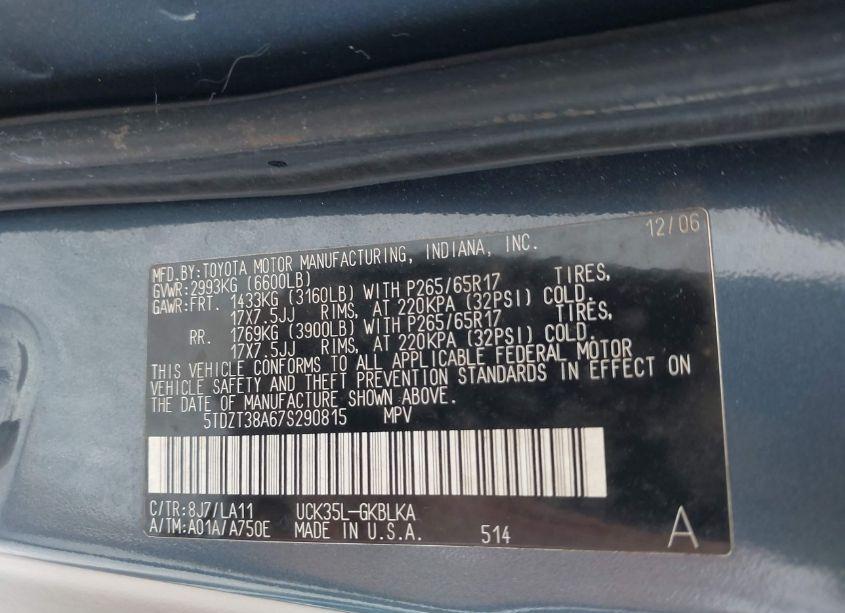 12/06
MFD.BY:TOYOTA MOTOR MANUFACTURING, INDIANA, INC.
GVWR:2993KG (6600LB)
GAWR:FRT. 1433KG (3160LB) WITH P265/65R17 TIRES,
17X7.5JJ RIMS, AT 220KPA (32PSI) COLD.
RR. 1769KG (3900LB) WITH P265/65R17 TIRES,
17X7.5JJ RIMS, AT 220KPA (32PSI) COLD.
THIS VEHICLE CONFORMS TO ALL APPLICABLE FEDERAL MOTOR
VEHICLE SAFETY AND THEFT PREVENTION STANDARDS IN EFFECT ON
THE DATE OF MANUFACTURE SHOWN ABOVE.
5TDZT38A67S290815 MPV
C/TR:8J7/LA11 UCK35L-GKBLKA
A/TM:A01A/A750E MADE IN U.S.A. 514 A